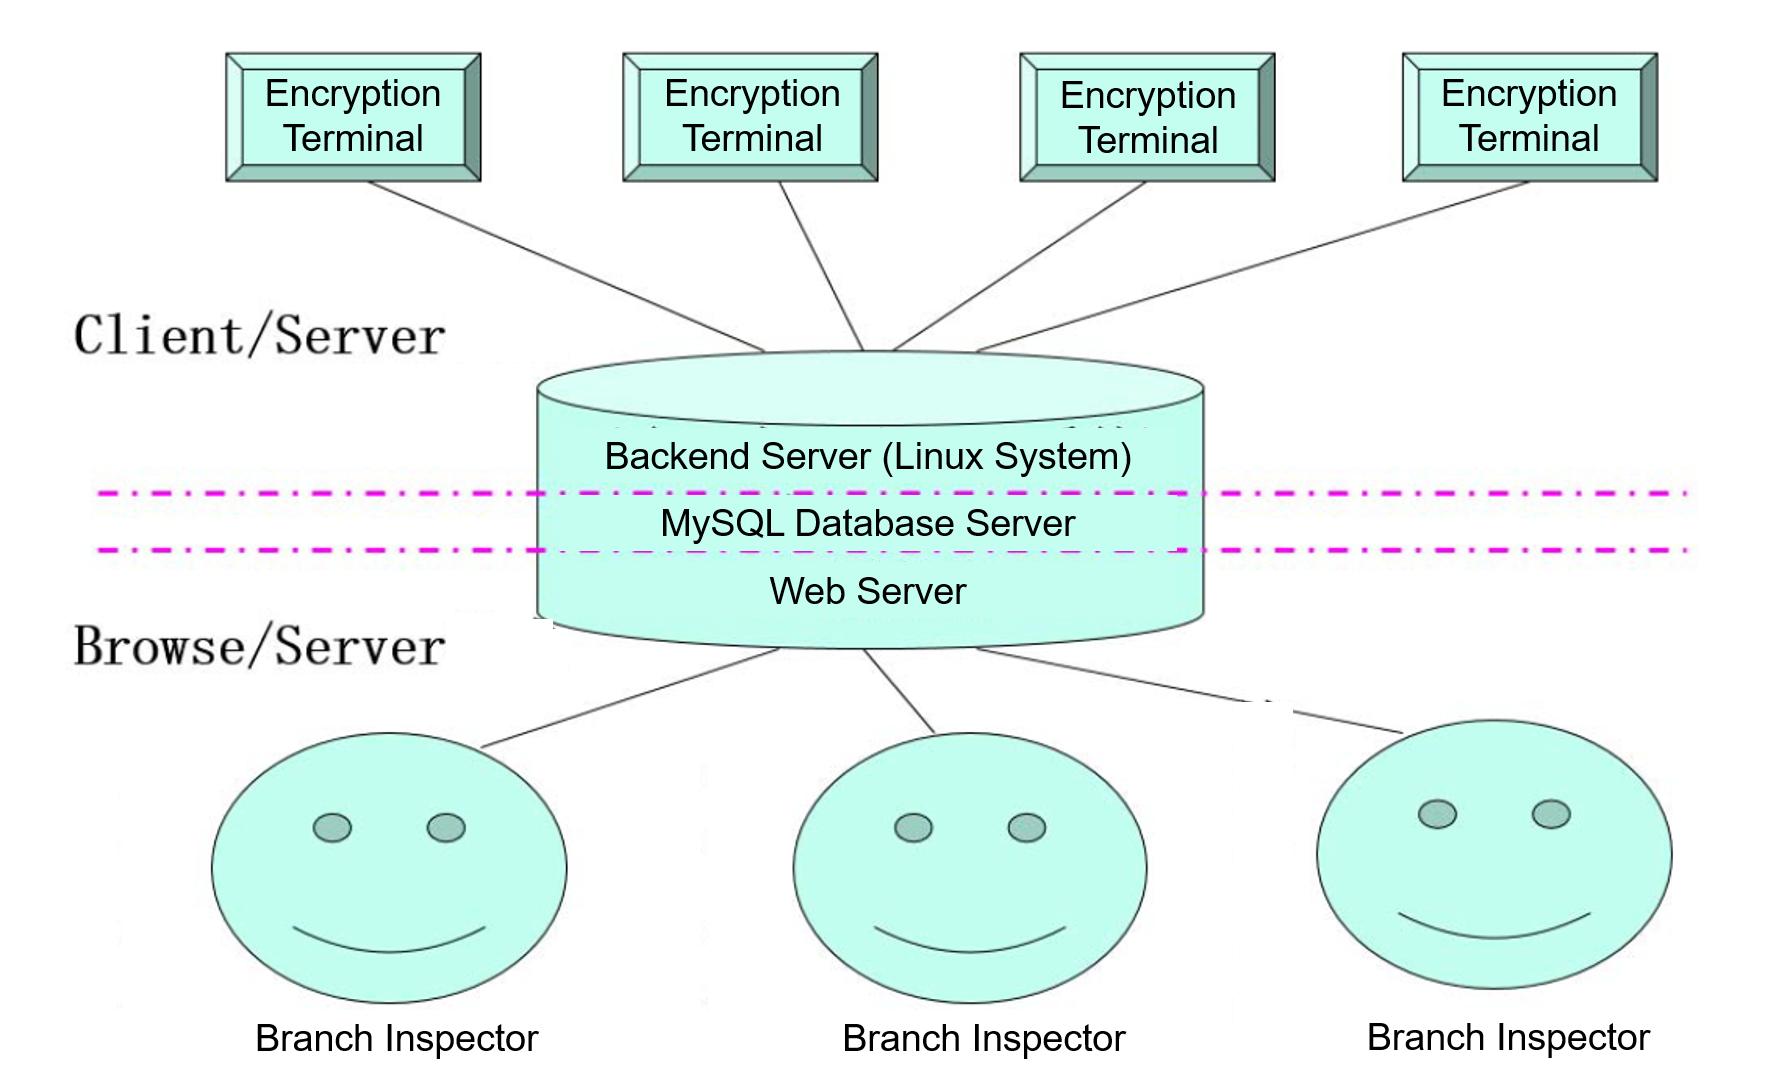 Encryption
Terminal
Encryption
Terminal
Encryption
Terminal
Encryption
Terminal
Client/Server
Backend Server (Linux System)
MySQL Database Server
Web Server
Browse/Server
Branch Inspector
Branch Inspector
Branch Inspector